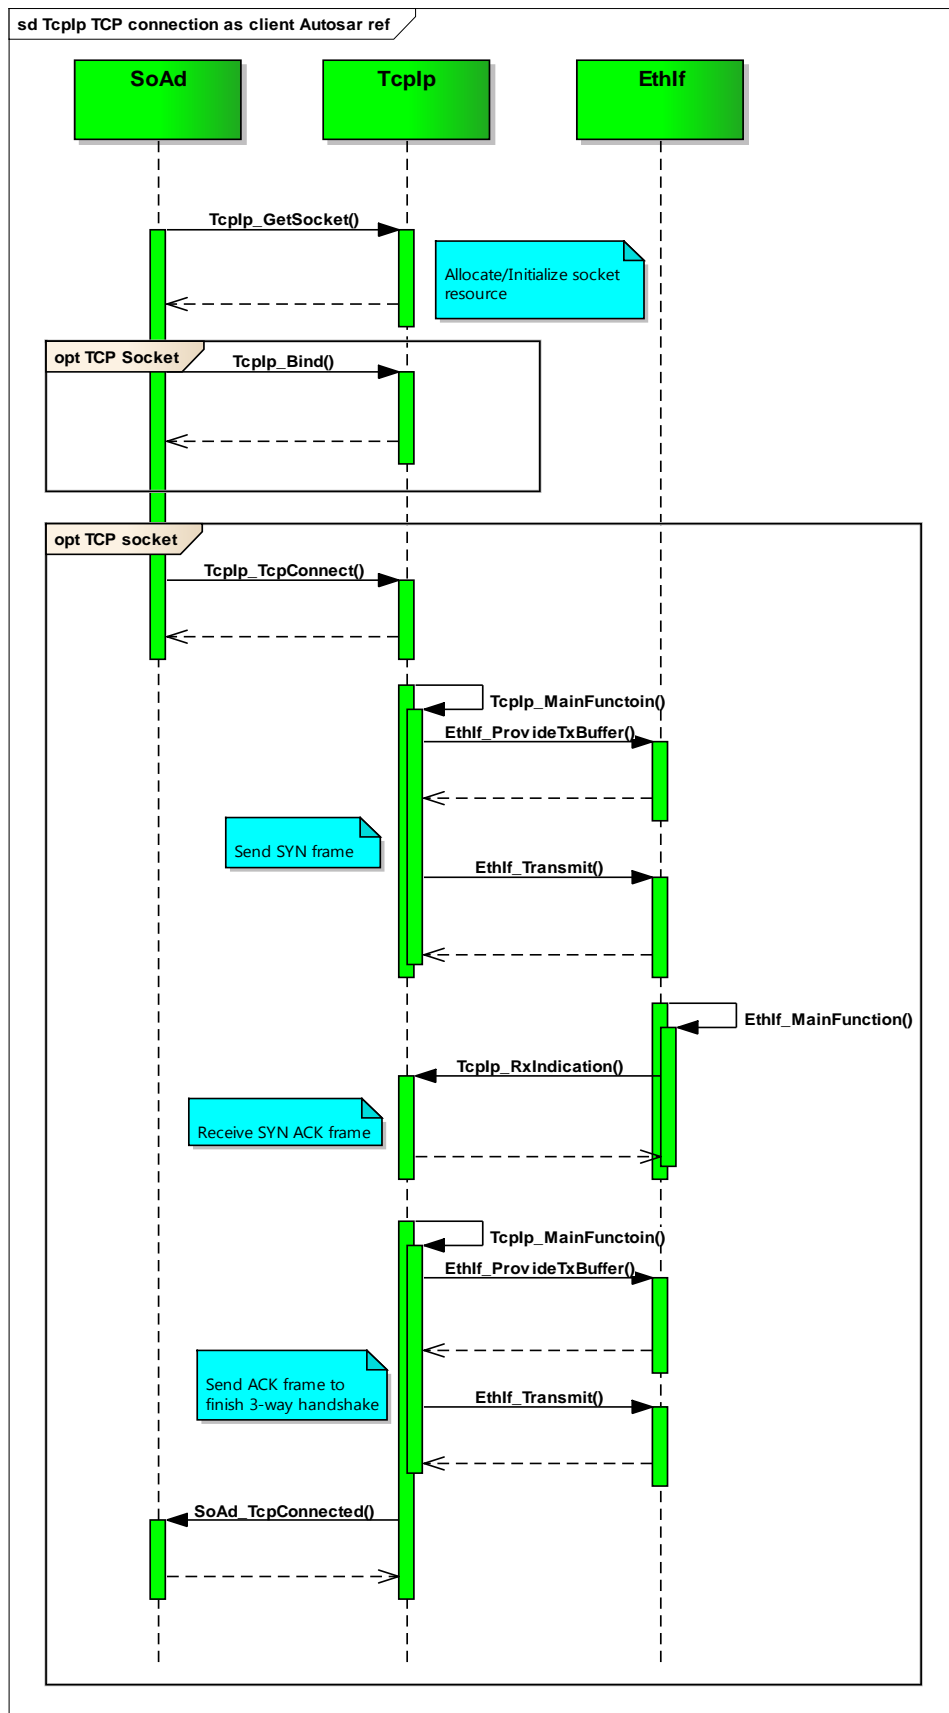 sd TcpIp TCP connection as client Autosar ref
SoAd
TcpIp
EthIf
TcpIp_GetSocket()
Allocate/Initialize socket
resource
opt TCP Socket
TcpIp_Bind()
opt TCP socket
TcpIp_TcpConnect()
TcpIp_MainFunctoin()
EthIf_ProvideTxBuffer()
Send SYN frame
EthIf_Transmit()
EthIf_MainFunction()
TcpIp_RxIndication()
Receive SYN ACK frame
TcpIp_MainFunctoin()
EthIf_ProvideTxBuffer()
Send ACK frame to
finish 3-way handshake
EthIf_Transmit()
SoAd_TcpConnected()